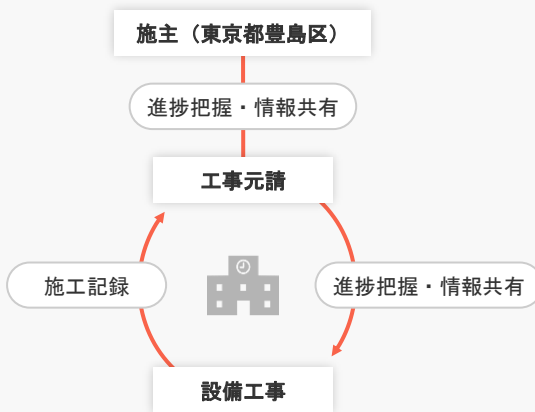 施主（東京都豊島区）
進捗把握・情報共有
工事元請
施工記録
進捗把握・情報共有
設備工事